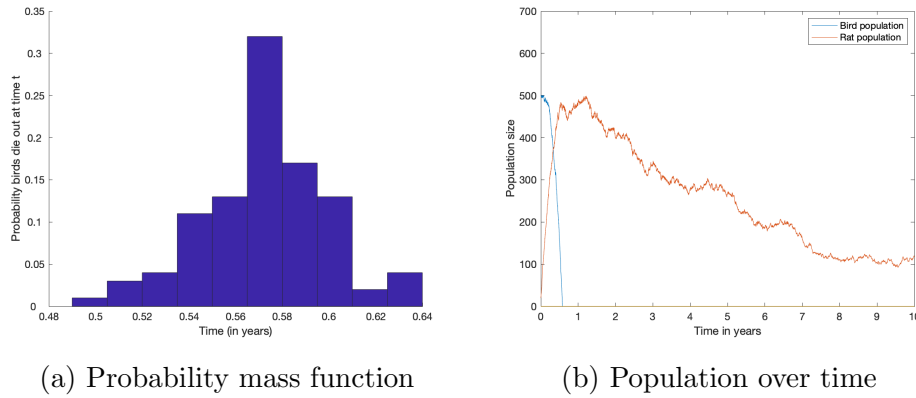 0.35
0.3
0.25
0.2
0.15
0.1
0.05
0
Probability birds die out at time t
0.48 0.5 0.52 0.54 0.56 0.58 0.6 0.62 0.64
Time (in years)
(a) Probability mass function
700
600
500
400
300
200
100
0
Population size
Bird population
Rat population
0 1 2 3 4 5 6 7 8 9 10
Time in years
(b) Population over time